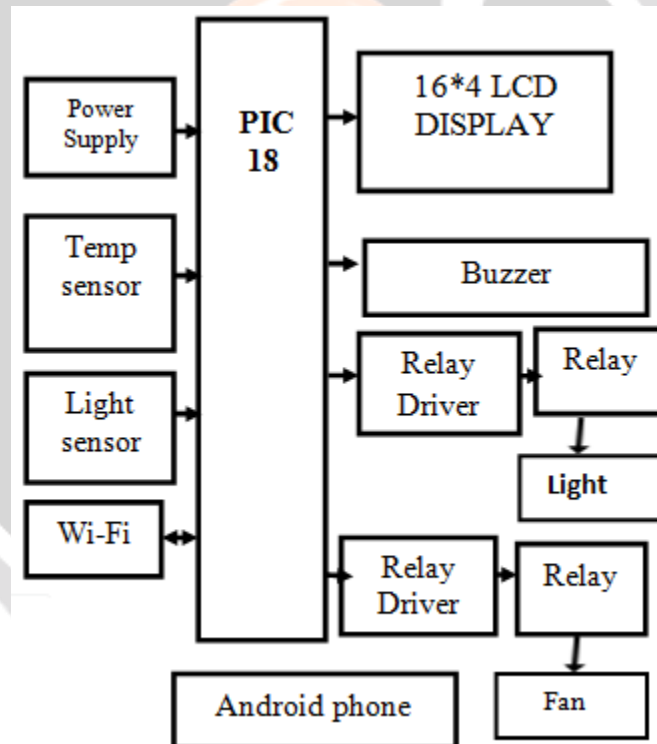 Power
Supply
Temp
sensor
Light
sensor
Wi-Fi
PIC
18
16*4 LCD
DISPLAY
Buzzer
Relay
Driver
Relay
Light
Relay
Driver
Relay
Fan
Android phone